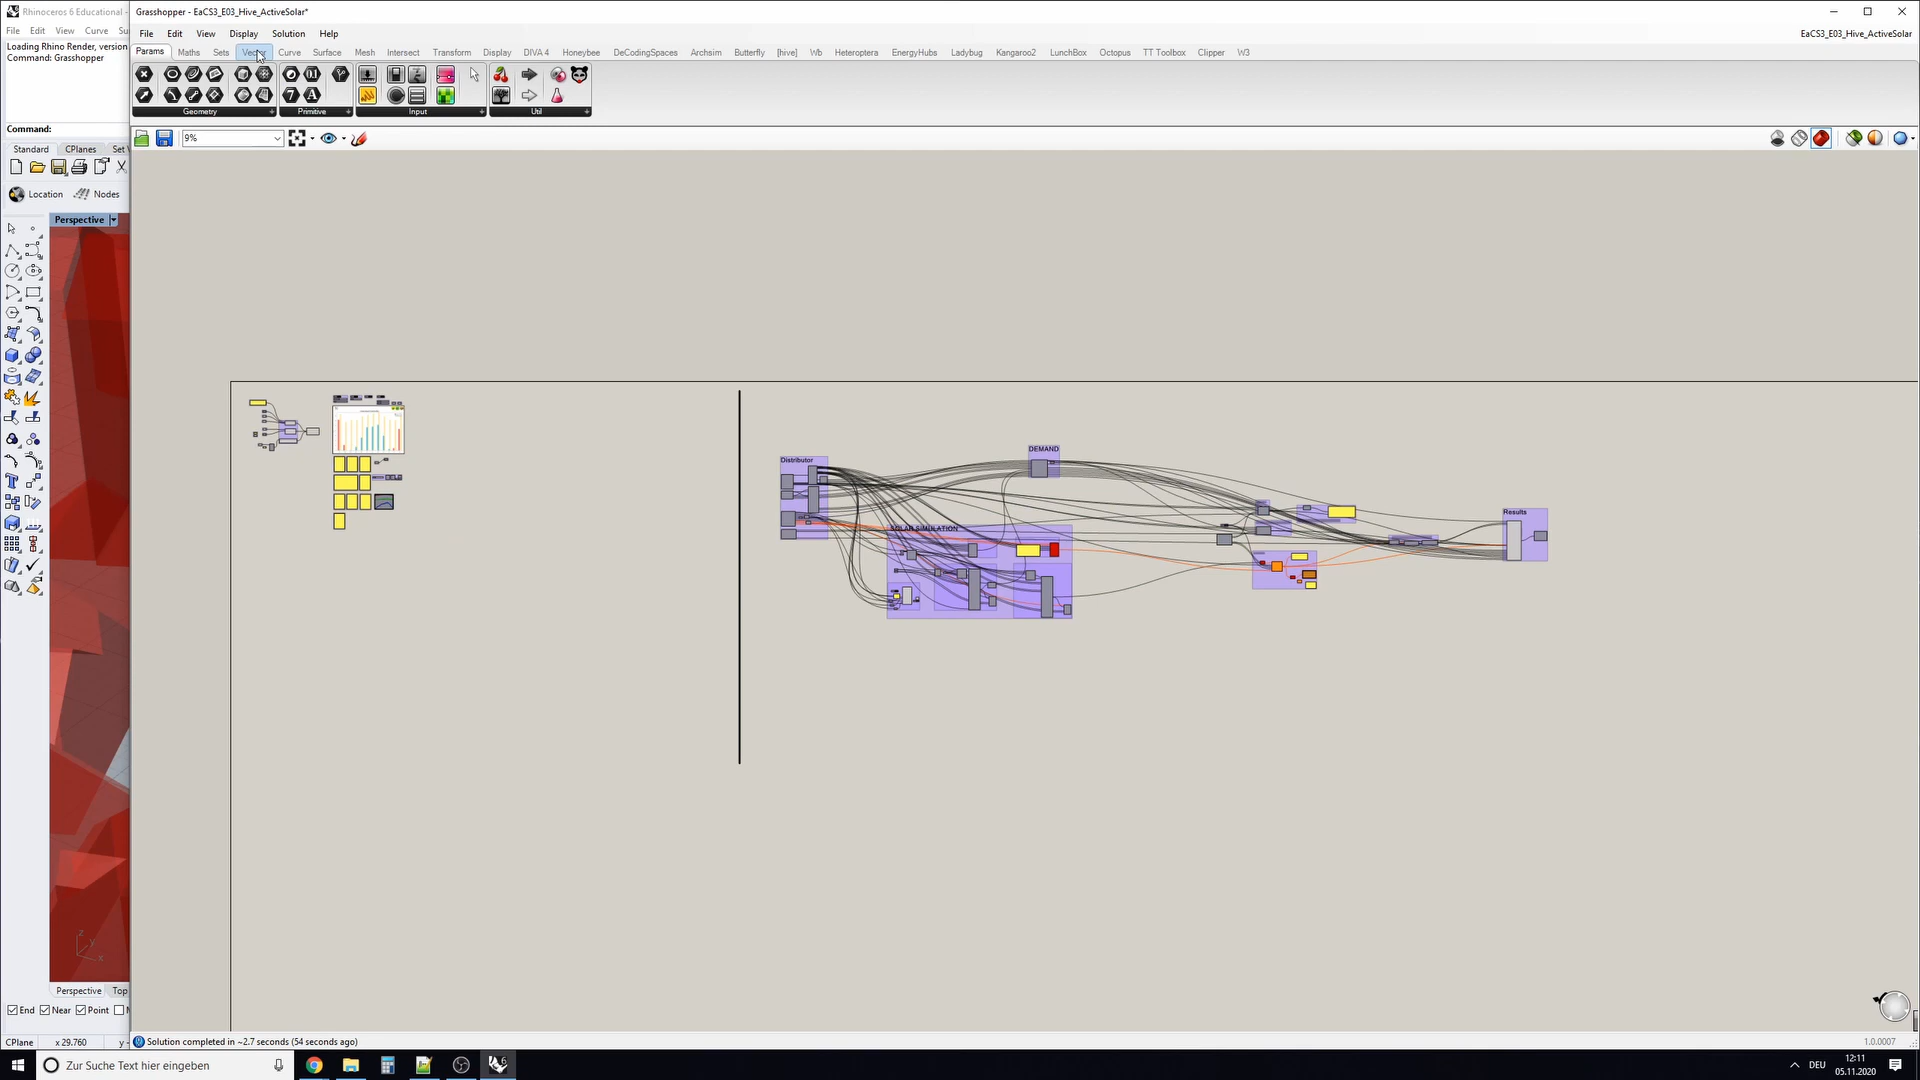 Rhinoceros 6 Educational -
Grasshopper - EaCS3_E03_Hive_ActiveSolar*
File Edit View Curve Su
File Edit View Display Solution Help
EaCS3_E03_Hive_ActiveSolar
Loading Rhino Render, version
Command: Grasshopper
Params Maths Sets Vector Curve Surface Mesh Intersect Transform Display DIVA 4 Honeybee DeCodingSpaces Archsim Butterfly [hive] Wb Heteroptera EnergyHubs Ladybug Kangaroo2 LunchBox Octopus TT Toolbox Clipper W3
Geometry Primitive Input Util
Command:
9%
Standard CPlanes Set V
Location Notes
Perspective
DEMAND
Distributor
SOLAR SIMULATION
Results
Perspective Top
End Near Point
CPlane x 29.760 y
Solution completed in ~2.7 seconds (54 seconds ago)
1.0.0007
Zur Suche Text hier eingeben
DEU
12:11
05.11.2020